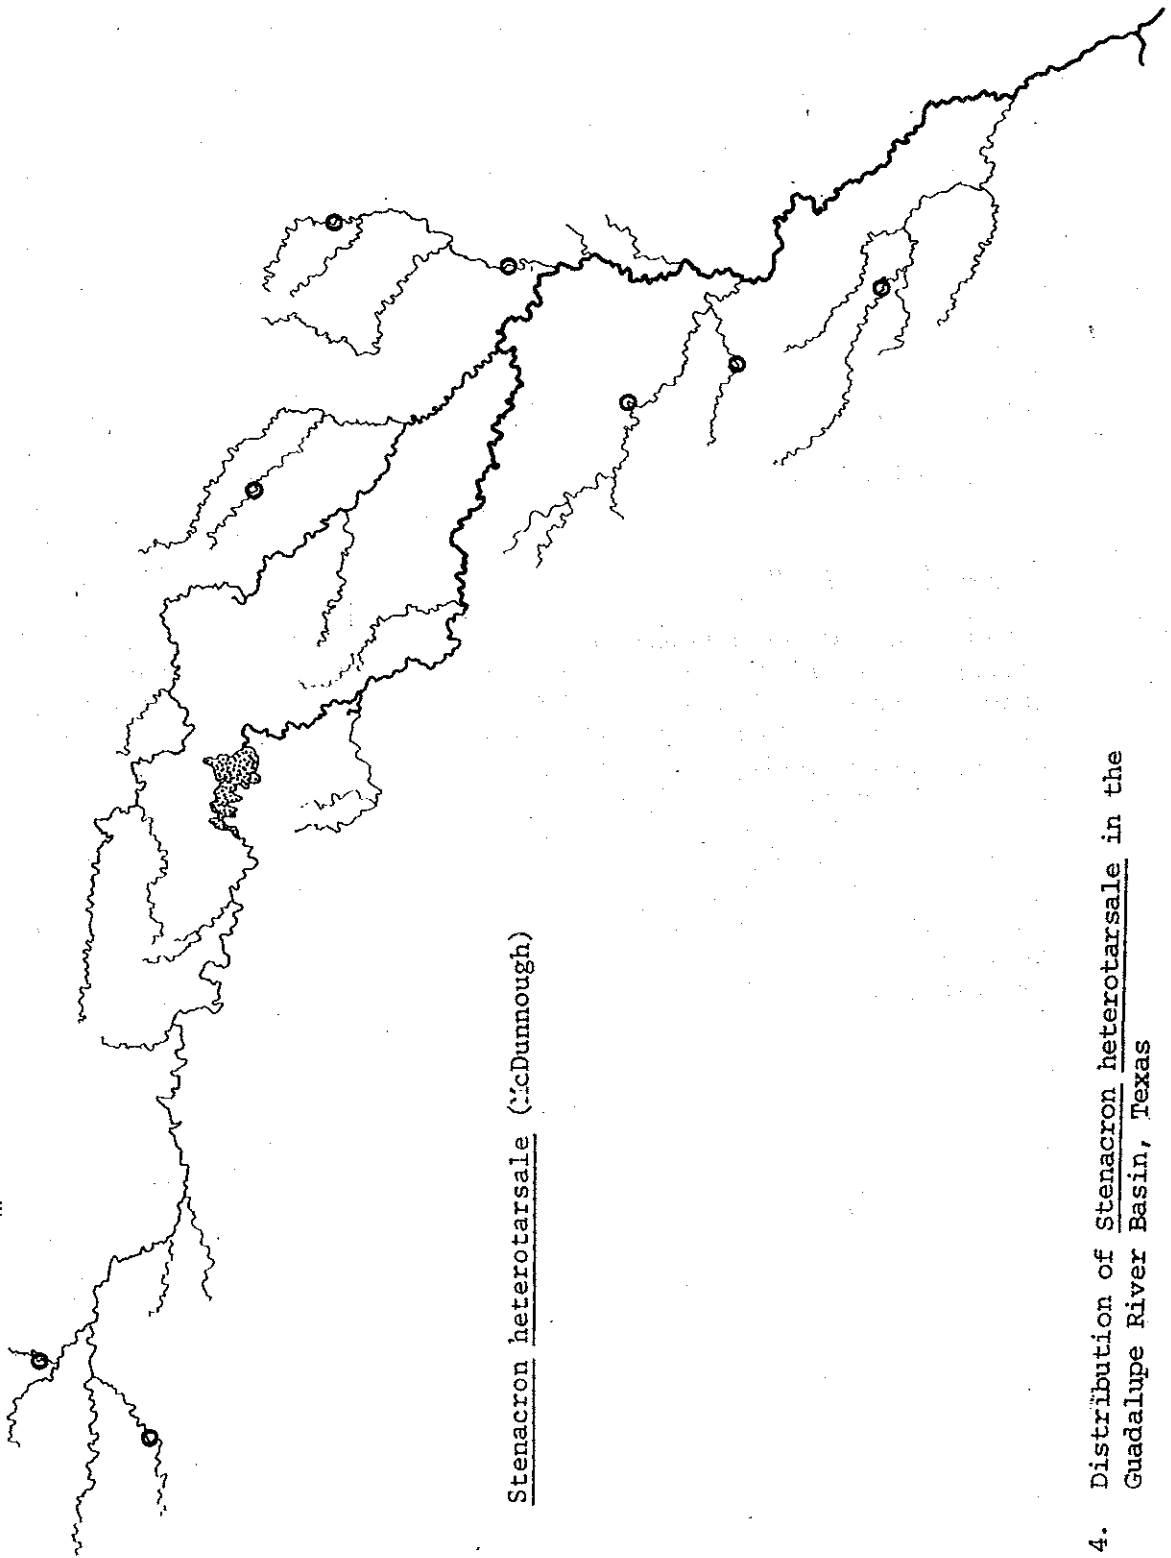 Stenacron heterotarsale (McDunnough)
4. Distribution of Stenacron heterotarsale in the
Guadalupe River Basin, Texas